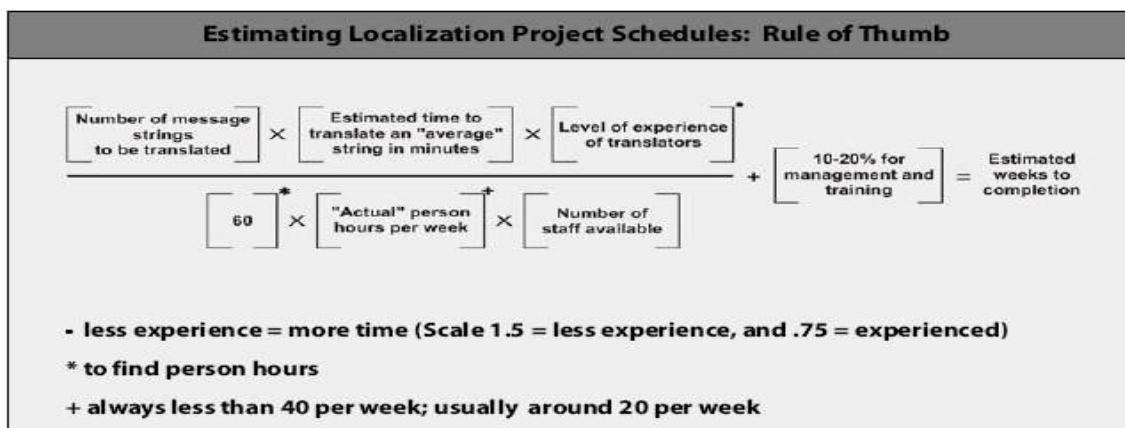 Estimating Localization Project Schedules: Rule of Thumb
Number of message
strings
to be translated
×
Estimated time to
translate an "average"
string in minutes
×
Level of experience
of translators
*
60
*
×
"Actual" person
hours per week
+
×
Number of
staff available
+
10-20% for
management and
training
=
Estimated
weeks to
completion
- less experience = more time (Scale 1.5 = less experience, and .75 = experienced)
* to find person hours
+ always less than 40 per week; usually around 20 per week